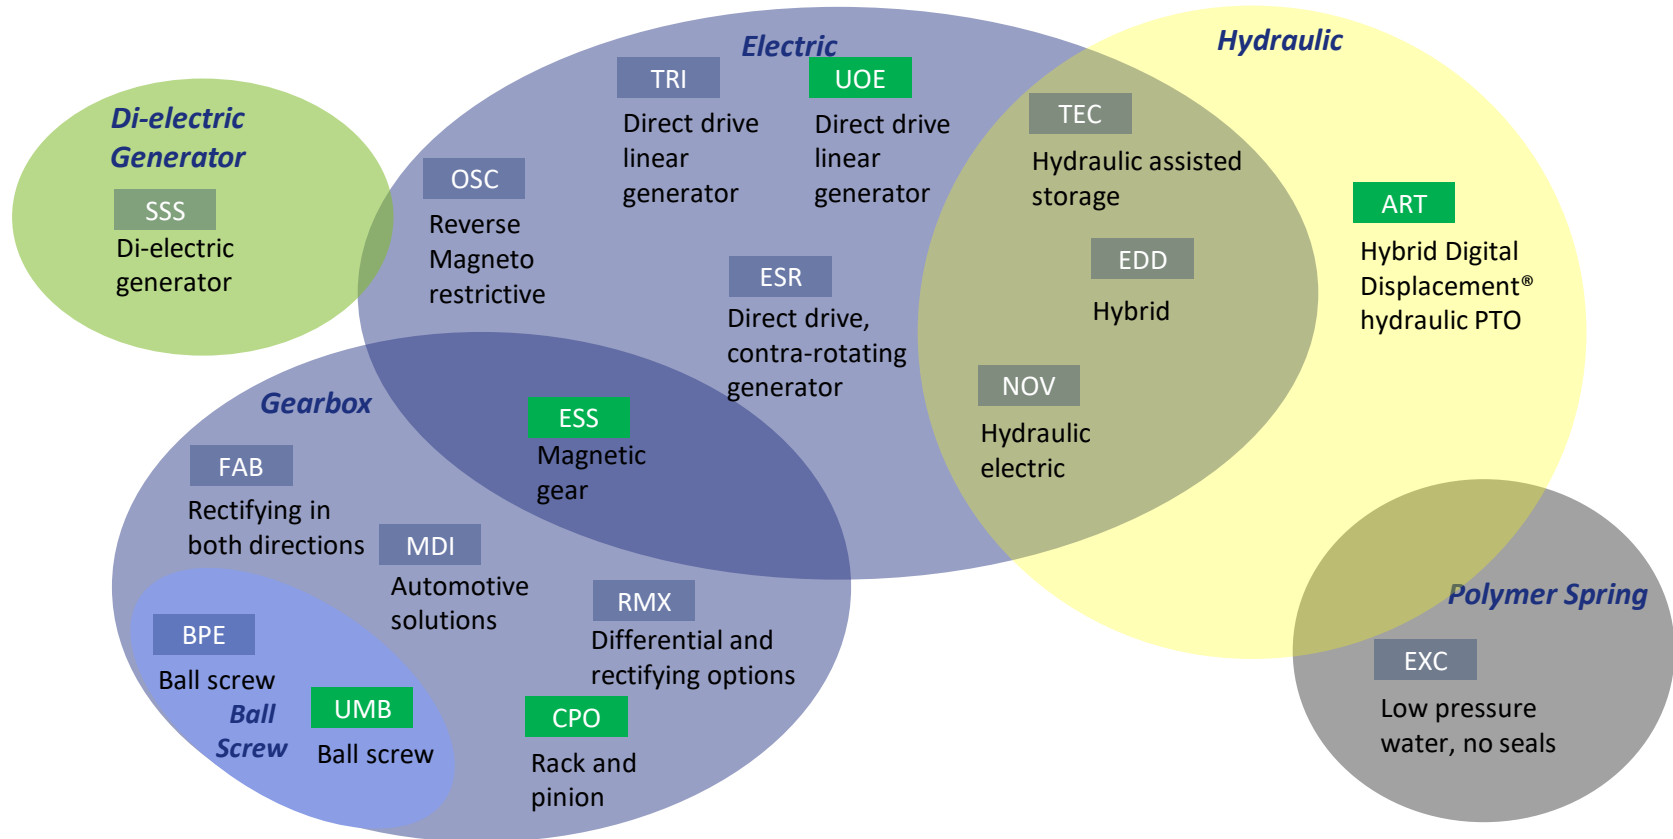 Electric
Hydraulic
Di-electric
Generator
SSS
Di-electric
generator
TRI
Direct drive
linear
generator
UOE
Direct drive
linear
generator
OSC
Reverse
Magneto
restrictive
ESR
Direct drive,
contra-rotating
generator
TEC
Hydraulic assisted
storage
EDD
Hybrid
NOV
Hydraulic
electric
ART
Hybrid Digital
Displacement®
hydraulic PTO
Gearbox
ESS
Magnetic
gear
FAB
Rectifying in
both directions
MDI
Automotive
solutions
RMX
Differential and
rectifying options
BPE
Ball screw
Ball
Screw
UMB
Ball screw
CPO
Rack and
pinion
Polymer Spring
EXC
Low pressure
water, no seals